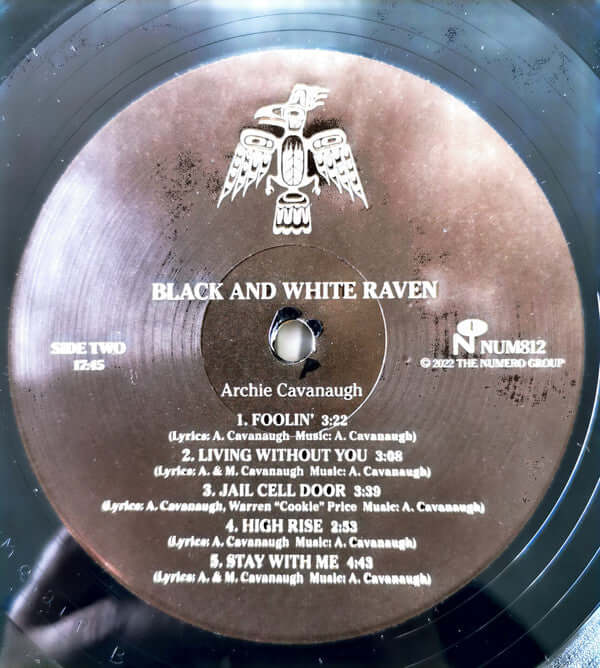 BLACK AND WHITE RAVEN
SIDE TWO
17:45
NUM812
© 2022 THE NUMERO GROUP
Archie Cavanaugh
1. FOOLIN' 3:22
(Lyrics: A. Cavanaugh Music: A. Cavanaugh)
2. LIVING WITHOUT YOU 3:08
(Lyrics: A. & M. Cavanaugh Music: A. Cavanaugh)
3. JAIL CELL DOOR 3:39
(Lyrics: A. Cavanaugh, Warren "Cookie" Price Music: A. Cavanaugh)
4. HIGH RISE 2:53
(Lyrics: A. Cavanaugh Music: A. Cavanaugh)
5. STAY WITH ME 4:43
(Lyrics: A. & M. Cavanaugh Music: A. Cavanaugh)